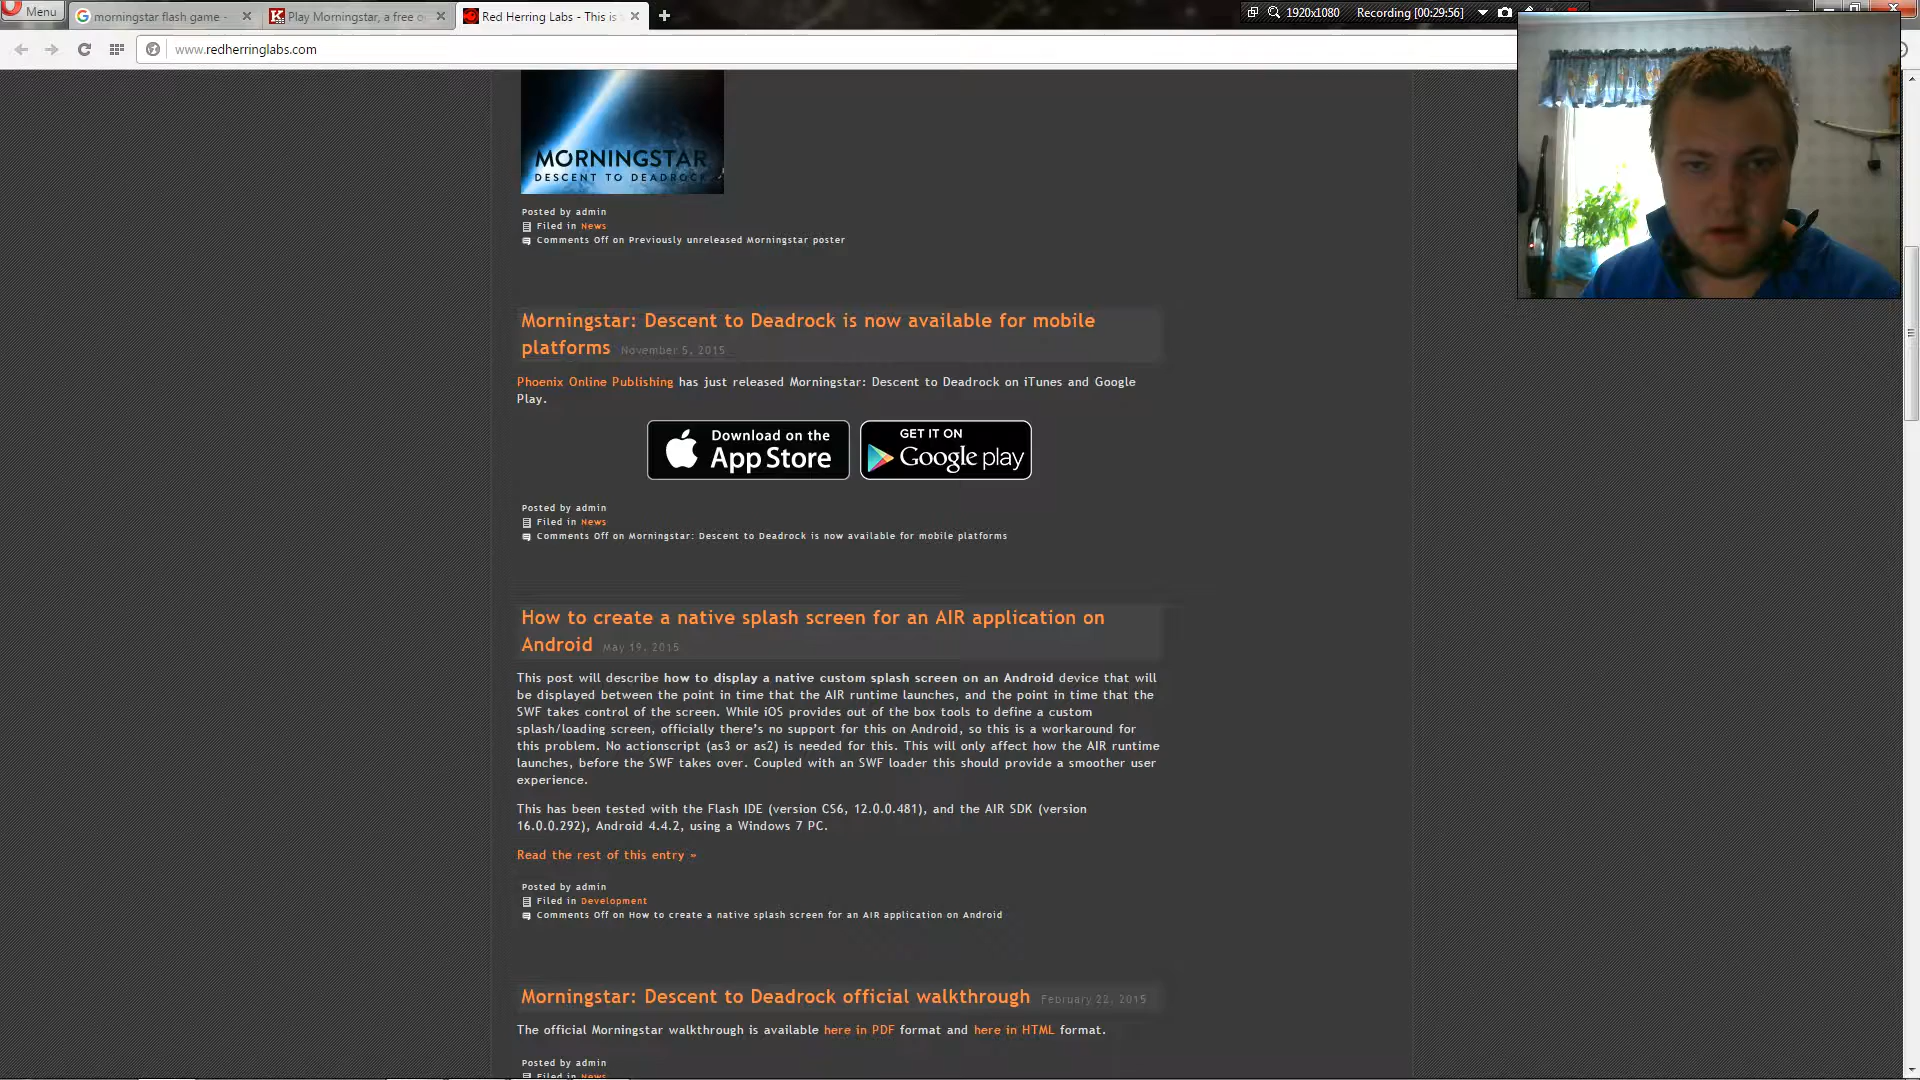 Menu
morningstar flash game -
Play Morningstar, a free o
Red Herring Labs - This is
1920x1080
Recording [00:29:56]
www.redherringlabs.com
MORNINGSTAR
DESCENT TO DEADROCK
Posted by admin
Filed in News
Comments Off on Previously unreleased Morningstar poster
Morningstar: Descent to Deadrock is now available for mobile
platforms November 5, 2015
Phoenix Online Publishing has just released Morningstar: Descent to Deadrock on iTunes and Google
Play.
Download on the
App Store
GET IT ON
Google play
Posted by admin
Filed in News
Comments Off on Morningstar: Descent to Deadrock is now available for mobile platforms
How to create a native splash screen for an AIR application on
Android May 19, 2015
This post will describe how to display a native custom splash screen on an Android device that will
be displayed between the point in time that the AIR runtime launches, and the point in time that the
SWF takes control of the screen. While iOS provides out of the box tools to define a custom
splash/loading screen, officially there's no support for this on Android, so this is a workaround for
this problem. No actionscript (as3 or as2) is needed for this. This will only affect how the AIR runtime
launches, before the SWF takes over. Coupled with an SWF loader this should provide a smoother user
experience.
This has been tested with the Flash IDE (version CS6, 12.0.0.481), and the AIR SDK (version
16.0.0.292), Android 4.4.2, using a Windows 7 PC.
Read the rest of this entry »
Posted by admin
Filed in Development
Comments Off on How to create a native splash screen for an AIR application on Android
Morningstar: Descent to Deadrock official walkthrough February 22, 2015
The official Morningstar walkthrough is available here in PDF format and here in HTML format.
Posted by admin
Filed in News